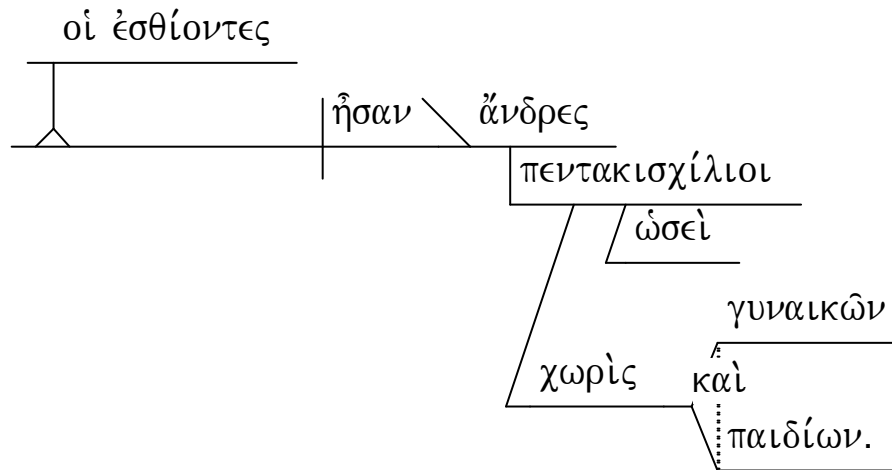 οἱ ἐσθίοντες
ἦσαν ἄνδρες
πεντακισχίλιοι
ὡσεὶ
γυναικῶν
χωρὶς καὶ
παιδίων.